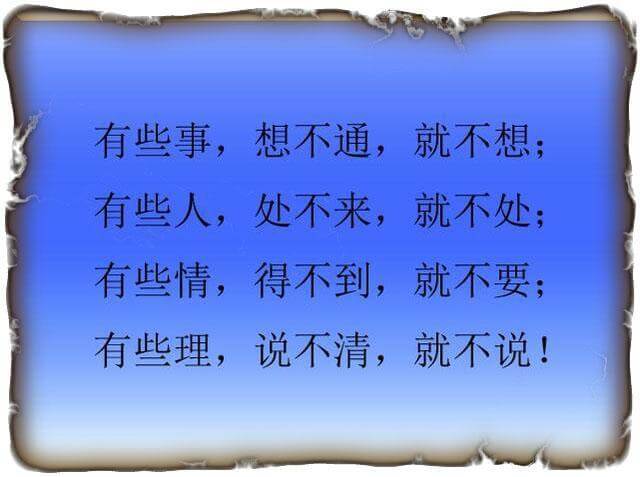 有些事，想不通，就不想；
有些人，处不来，就不处；
有些情，得不到，就不要；
有些理，说不清，就不说！